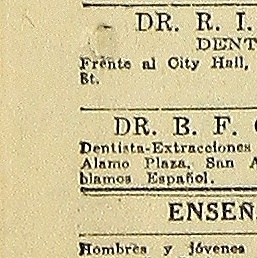 DR. R. I.
DENT
Frente al City Hall,
St.
DR. B. F.
Dentista-Extracciones
Alamo Plaza, San A
blamos Español.
ENSEÑ
Hombres y jóvenes